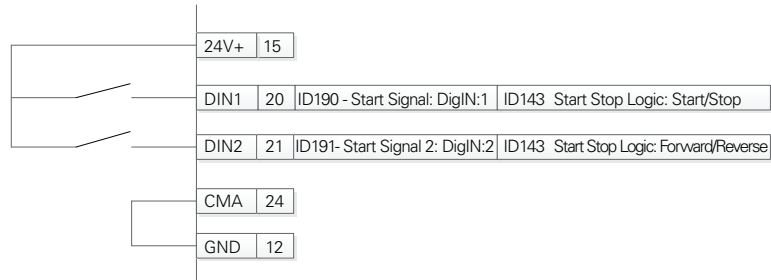 24V+ 15
DIN1 20 ID190 - Start Signal: DigIN:1 ID143 Start Stop Logic: Start/Stop
DIN2 21 ID191- Start Signal 2: DigIN:2 ID143 Start Stop Logic: Forward/Reverse
CMA 24
GND 12